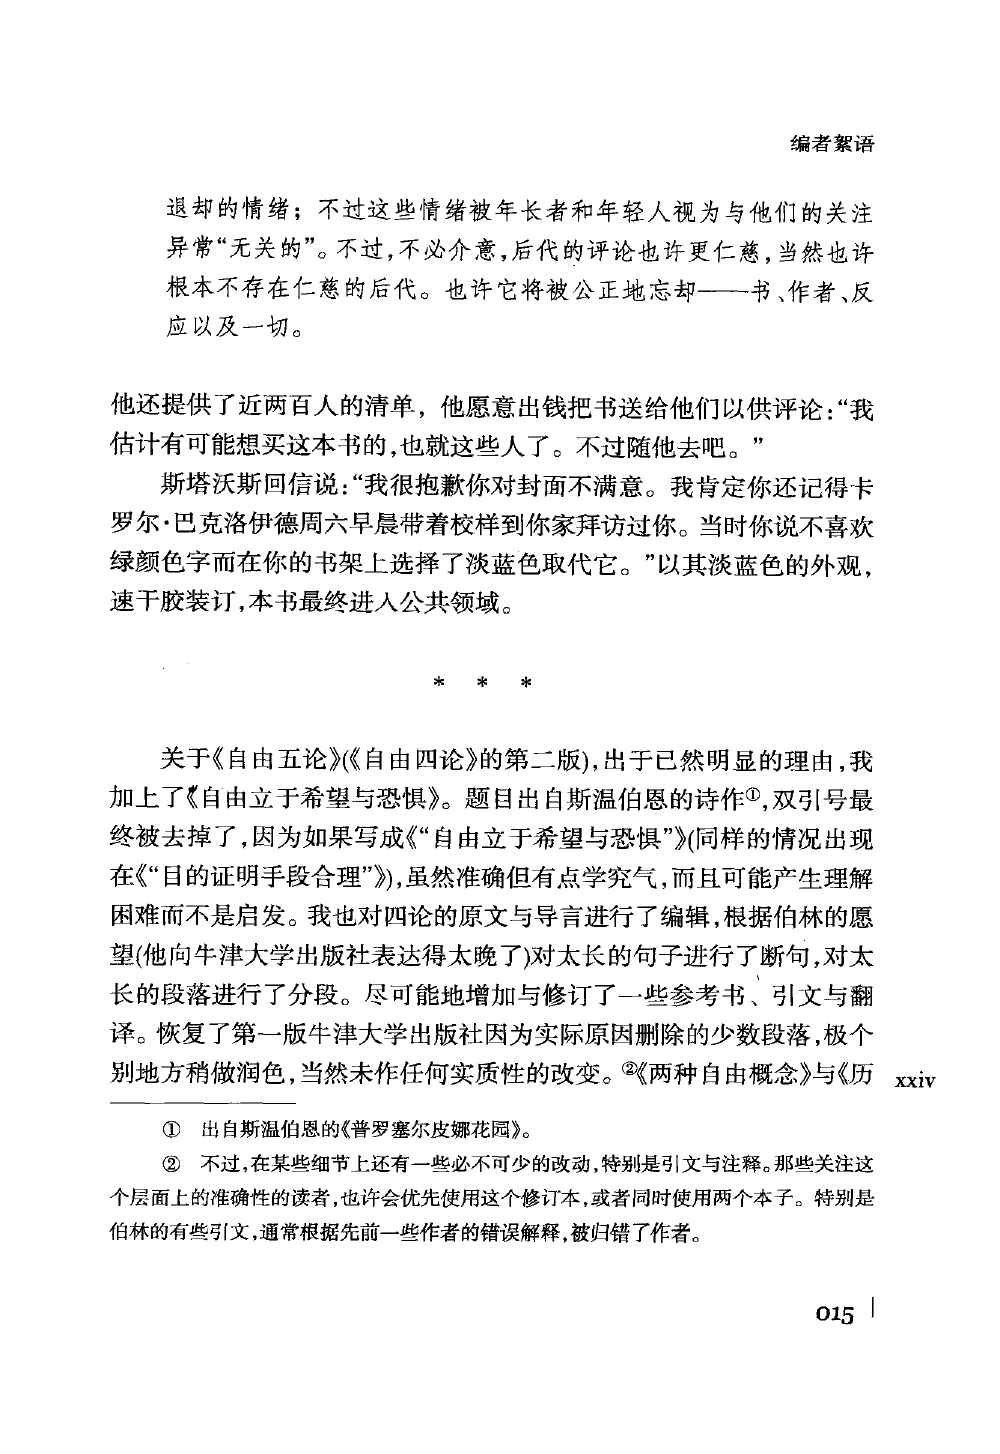 编者絮语
退却的情绪；不过这些情绪被年长者和年轻人视为与他们的关注
异常“无关的”。不过,不必介意,后代的评论也许更仁慈,当然也许
根本不存在仁慈的后代。也许它将被公正地忘却——书、作者、反
应以及一切。
他还提供了近两百人的清单，他愿意出钱把书送给他们以供评论:“我
估计有可能想买这本书的,也就这些人了。不过随他去吧。”
斯塔沃斯回信说:“我很抱歉你对封面不满意。我肯定你还记得卡
罗尔·巴克洛伊德周六早晨带着校样到你家拜访过你。当时你说不喜欢
绿颜色字而在你的书架上选择了淡蓝色取代它。”以其淡蓝色的外观，
速干胶装订,本书最终进入公共领域。
* * *
关于《自由五论》(《自由四论》的第二版),出于已然明显的理由,我
加上了《自由立于希望与恐惧》。题目出自斯温伯恩的诗作①,双引号最
终被去掉了,因为如果写成《“自由立于希望与恐惧”》(同样的情况出现
在《“目的证明手段合理”》),虽然准确但有点学究气,而且可能产生理解
困难而不是启发。我也对四论的原文与导言进行了编辑,根据伯林的愿
望(他向牛津大学出版社表达得太晚了)对太长的句子进行了断句,对太
长的段落进行了分段。尽可能地增加与修订了一些参考书、引文与翻
译。恢复了第一版牛津大学出版社因为实际原因删除的少数段落,极个
别地方稍做润色,当然未作任何实质性的改变。②《两种自由概念》与《历 xxiv
① 出自斯温伯恩的《普罗塞尔皮娜花园》。
② 不过,在某些细节上还有一些必不可少的改动,特别是引文与注释。那些关注这
个层面上的准确性的读者,也许会优先使用这个修订本,或者同时使用两个本子。特别是
伯林的有些引文,通常根据先前一些作者的错误解释,被归错了作者。
015